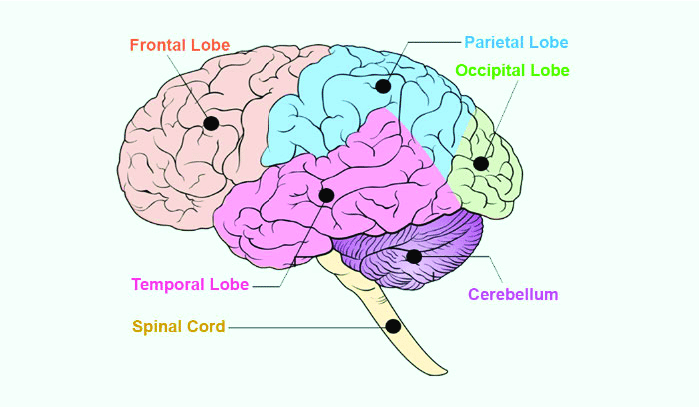 Frontal Lobe
Parietal Lobe
Occipital Lobe
Temporal Lobe
Cerebellum
Spinal Cord